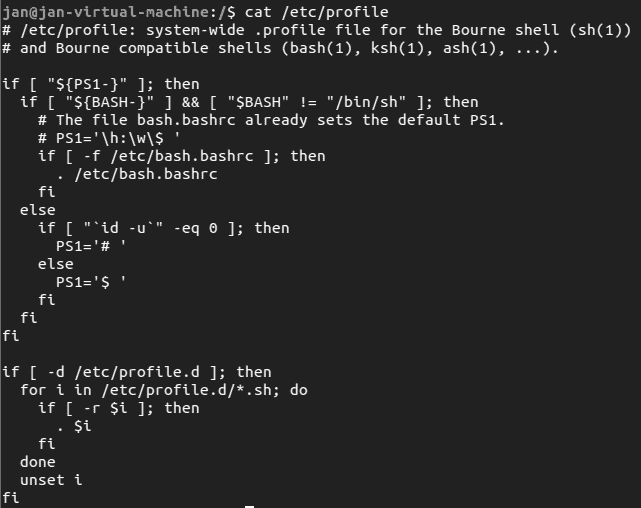 jan@jan-virtual-machine:/$ cat /etc/profile
# /etc/profile: system-wide .profile file for the Bourne shell (sh(1))
# and Bourne compatible shells (bash(1), ksh(1), ash(1), ...).

if [ "${PS1-}" ]; then
  if [ "${BASH-}" ] && [ "$BASH" != "/bin/sh" ]; then
    # The file bash.bashrc already sets the default PS1.
    # PS1='\h:\w\$ '
    if [ -f /etc/bash.bashrc ]; then
      . /etc/bash.bashrc
    fi
  else
    if [ "`id -u`" -eq 0 ]; then
      PS1='# '
    else
      PS1='$ '
    fi
  fi
fi

if [ -d /etc/profile.d ]; then
  for i in /etc/profile.d/*.sh; do
    if [ -r $i ]; then
      . $i
    fi
  done
  unset i
fi